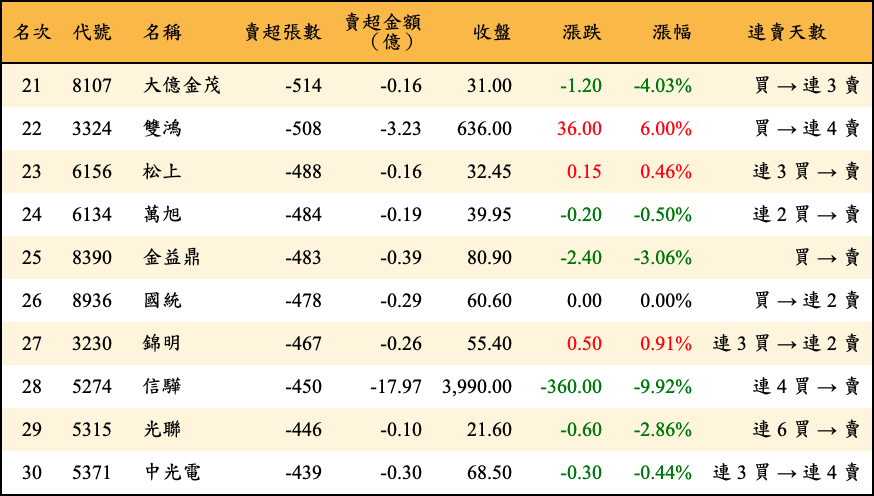 名次 代號 名稱 賣超張數 賣超金額（億） 收盤 漲跌 漲幅 連賣天數
21 8107 大億金茂 -514 -0.16 31.00 -1.20 -4.03% 買 → 連 3 賣
22 3324 雙鴻 -508 -3.23 636.00 36.00 6.00% 買 → 連 4 賣
23 6156 松上 -488 -0.16 32.45 0.15 0.46% 連 3 買 → 賣
24 6134 萬旭 -484 -0.19 39.95 -0.20 -0.50% 連 2 買 → 賣
25 8390 金益鼎 -483 -0.39 80.90 -2.40 -3.06% 買 → 賣
26 8936 國統 -478 -0.29 60.60 0.00 0.00% 買 → 連 2 賣
27 3230 錦明 -467 -0.26 55.40 0.50 0.91% 連 3 買 → 連 2 賣
28 5274 信驊 -450 -17.97 3,990.00 -360.00 -9.92% 連 4 買 → 賣
29 5315 光聯 -446 -0.10 21.60 -0.60 -2.86% 連 6 買 → 賣
30 5371 中光電 -439 -0.30 68.50 -0.30 -0.44% 連 3 買 → 連 4 賣